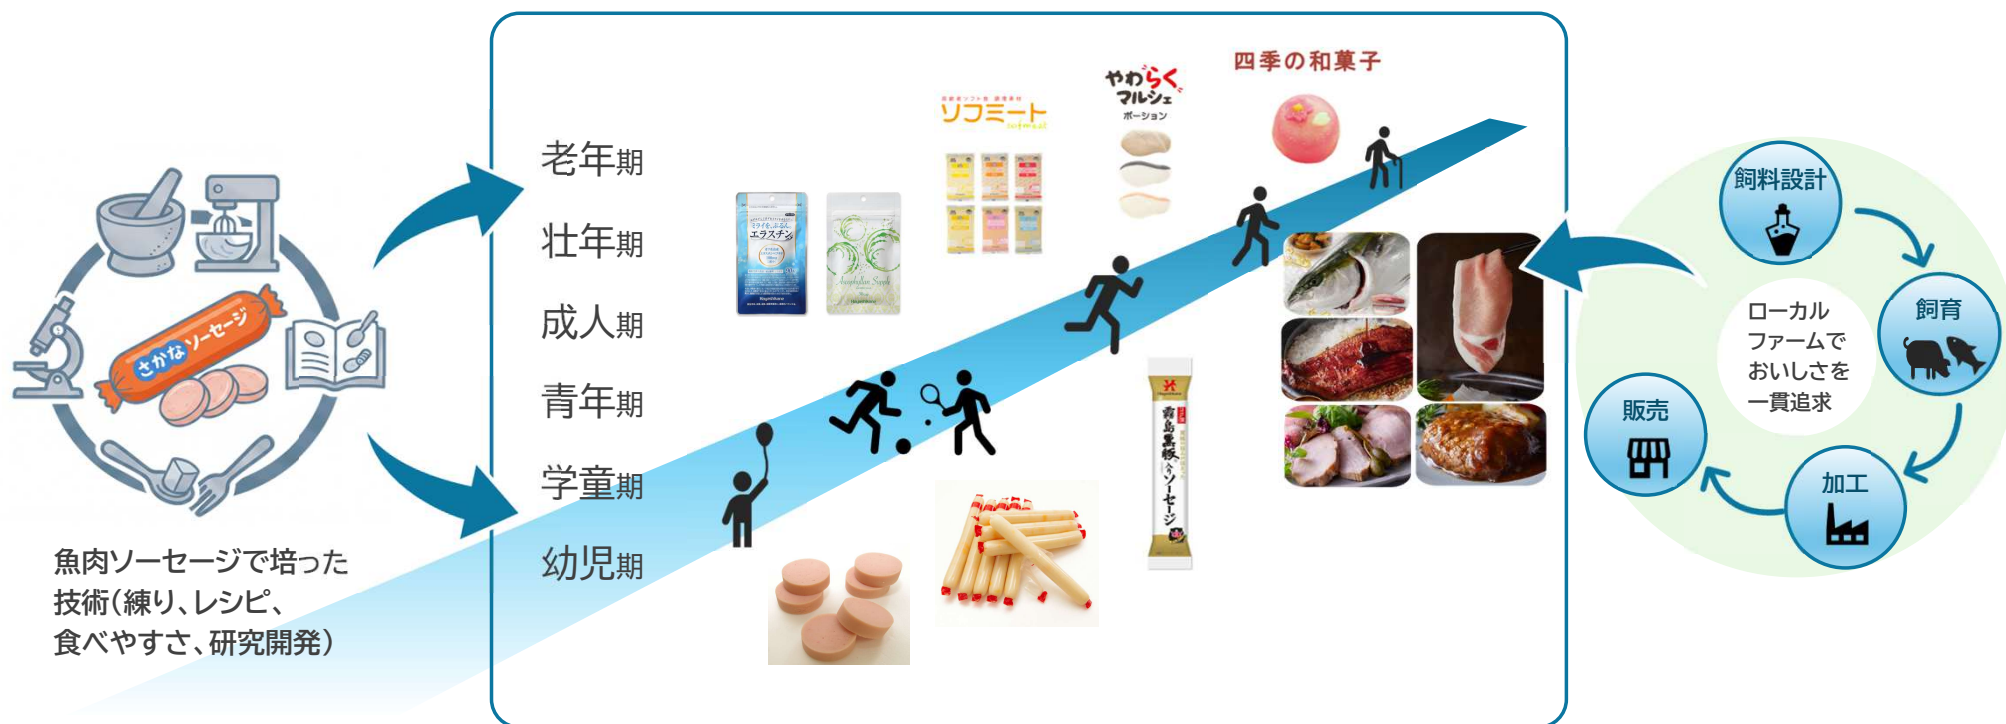 さかなソーセージ
魚肉ソーセージで培った
技術(練り、レシピ、
食べやすさ、研究開発)
老年期
壮年期
成人期
青年期
学童期
幼児期
エラスチン
ソフミート
やわらく
マルシェ
ポーション
四季の和菓子
霧島黒豚入りソーセージ
飼料設計
飼育
加工
販売
ローカル
ファームで
おいしさを
一貫追求